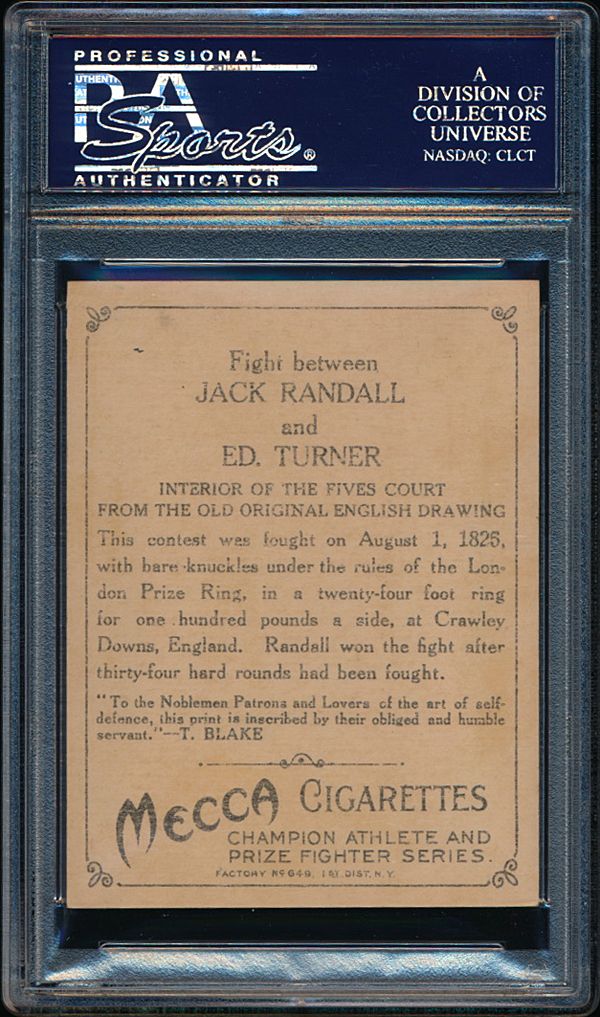 PROFESSIONAL
PSA
Sports®
AUTHENTICATOR
A
DIVISION OF
COLLECTORS
UNIVERSE
NASDAQ: CLCT
Fight between
JACK RANDALL
and
ED. TURNER
INTERIOR OF THE FIVES COURT
FROM THE OLD ORIGINAL ENGLISH DRAWING
This contest was fought on August 1, 1825,
with bare-knuckles under the rules of the Lon-
don Prize Ring, in a twenty-four foot ring
for one hundred pounds a side, at Crawley
Downs, England. Randall won the fight after
thirty-four hard rounds had been fought.
"To the Noblemen Patrons and Lovers of the art of self-
defence, this print is inscribed by their obliged and humble
servant."—T. BLAKE
MECCA CIGARETTES
CHAMPION ATHLETE AND
PRIZE FIGHTER SERIES.
FACTORY No 649, 1ST DIST. N.Y.